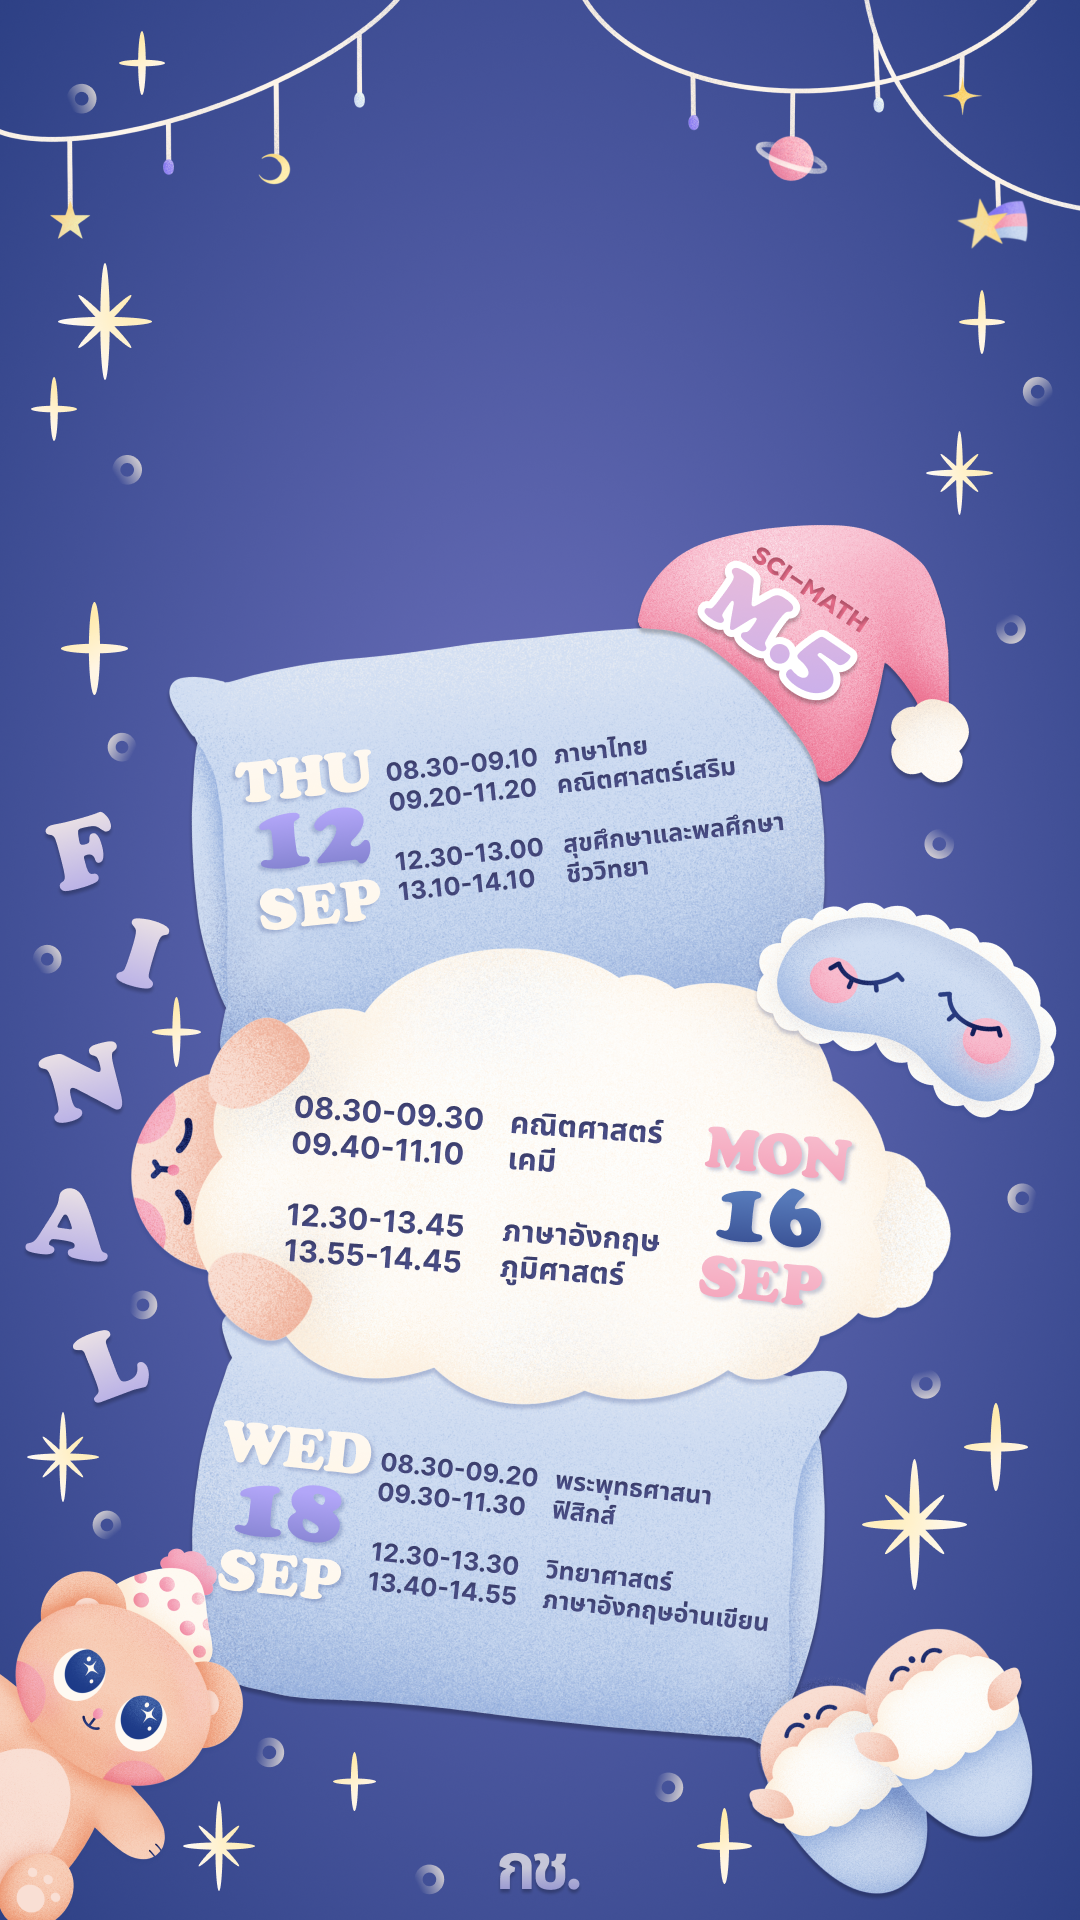 SCI-MATH
M.5
THU
12
SEP
08.30-09.10 ภาษาไทย
09.20-11.20 คณิตศาสตร์เสริม
12.30-13.00 สุขศึกษาและพลศึกษา
13.10-14.10 ชีววิทยา
F
I
N
A
L
08.30-09.30 คณิตศาสตร์
09.40-11.10 เคมี
12.30-13.45 ภาษาอังกฤษ
13.55-14.45 ภูมิศาสตร์
MON
16
SEP
WED
18
SEP
08.30-09.20 พระพุทธศาสนา
09.30-11.30 ฟิสิกส์
12.30-13.30 วิทยาศาสตร์
13.40-14.55 ภาษาอังกฤษอ่านเขียน
กช.